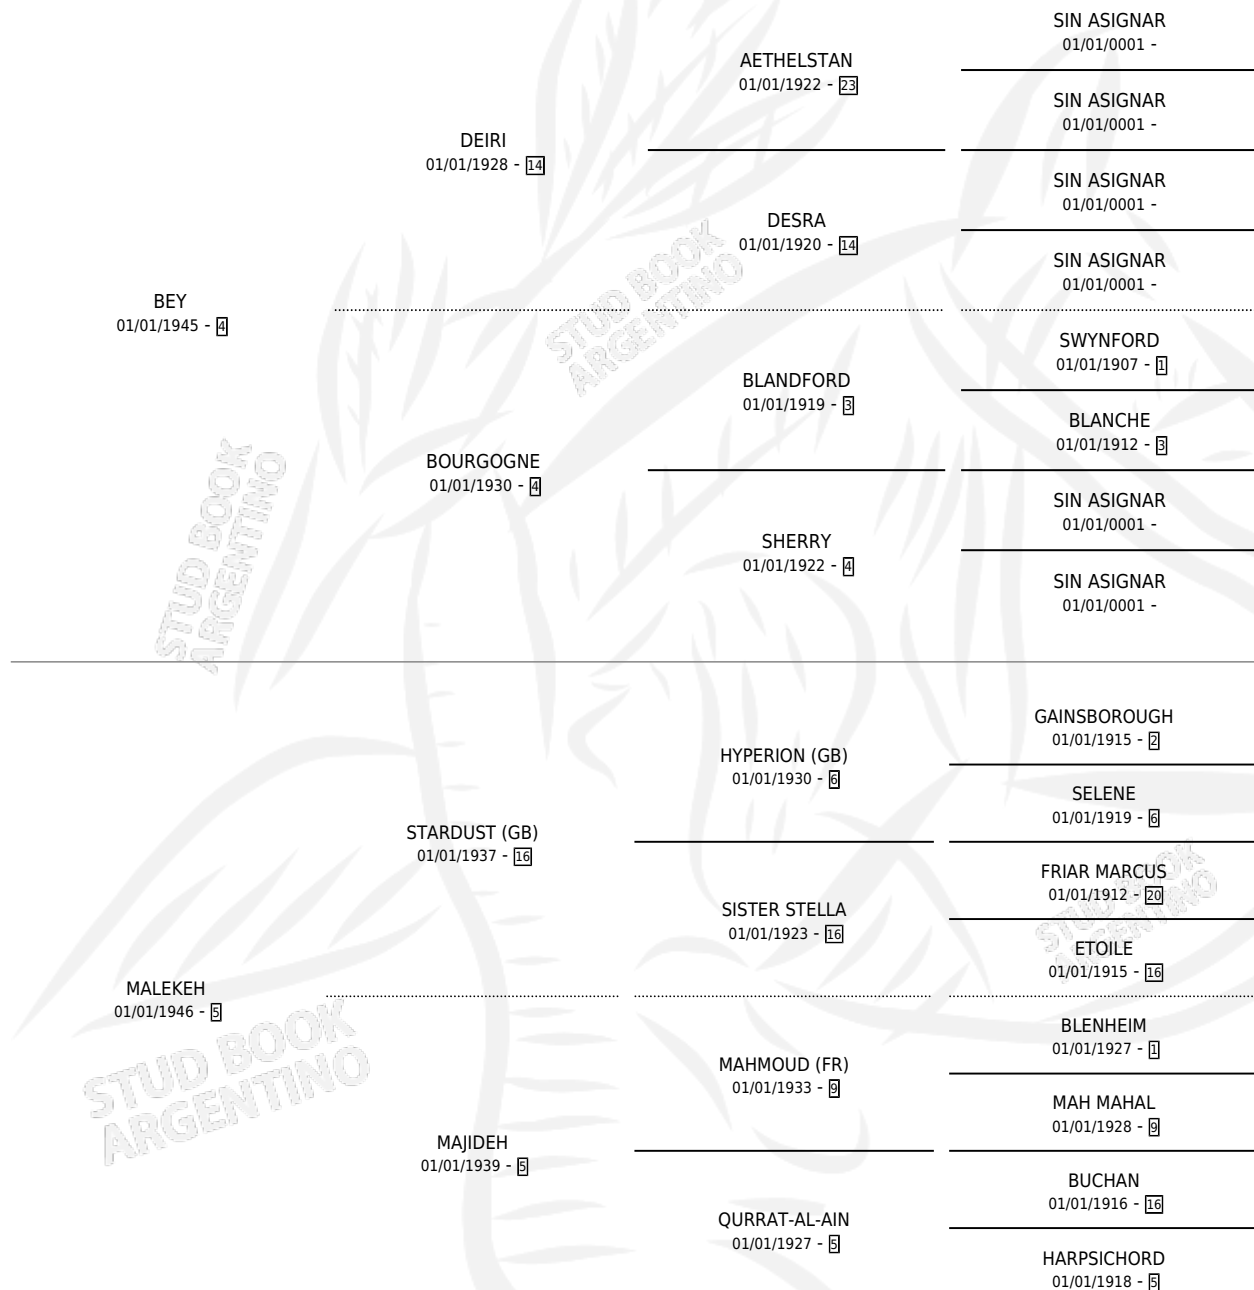 SIN ASIGNAR
01/01/0001 -
AETHELSTAN
01/01/1922 - 23
SIN ASIGNAR
01/01/0001 -
DEIRI
01/01/1928 - 14
SIN ASIGNAR
01/01/0001 -
DESRA
01/01/1920 - 14
SIN ASIGNAR
01/01/0001 -
BEY
01/01/1945 - 4
STUD BOOK
ARGENTINO
SWYNFORD
01/01/1907 - 1
BLANDFORD
01/01/1919 - 3
BLANCHE
01/01/1912 - 3
BOURGOGNE
01/01/1930 - 4
SIN ASIGNAR
01/01/0001 -
SHERRY
01/01/1922 - 4
SIN ASIGNAR
01/01/0001 -
STUD BOOK
ARGENTINO
GAINSBOROUGH
01/01/1915 - 2
HYPERION (GB)
01/01/1930 - 6
SELENE
01/01/1919 - 6
STARDUST (GB)
01/01/1937 - 16
FRIAR MARCUS
01/01/1912 - 20
SISTER STELLA
01/01/1923 - 16
STUD BOOK
ARGENTINO
ETOILE
01/01/1915 - 16
MALEKEH
01/01/1946 - 5
STUD BOOK
ARGENTINO
BLENHEIM
01/01/1927 - 1
MAHMOUD (FR)
01/01/1933 - 9
MAH MAHAL
01/01/1928 - 9
MAJIDEH
01/01/1939 - 5
BUCHAN
01/01/1916 - 16
QURRAT-AL-AIN
01/01/1927 - 5
HARPSICHORD
01/01/1918 - 5